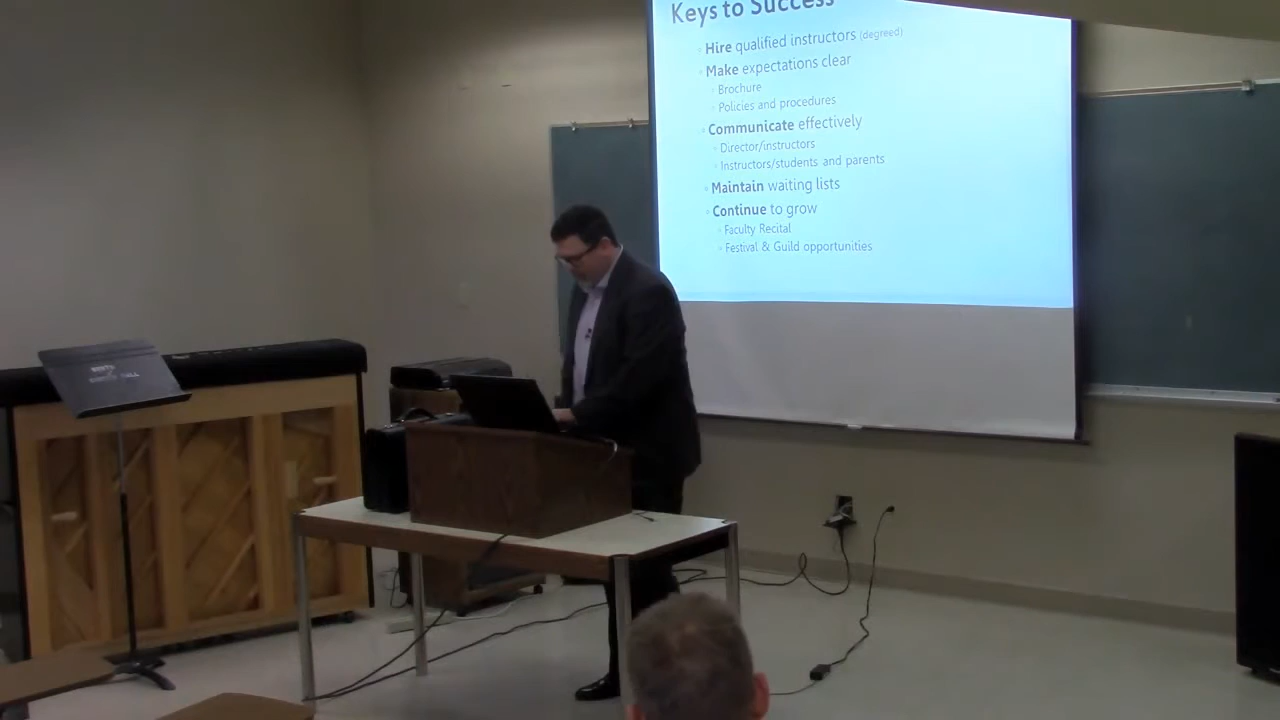 Keys to Success
Hire qualified instructors (degreed)
Make expectations clear
Brochure
Policies and procedures
Communicate effectively
Director/instructors
Instructors/students and parents
Maintain waiting lists
Continue to grow
Faculty Recital
Festival & Guild opportunities